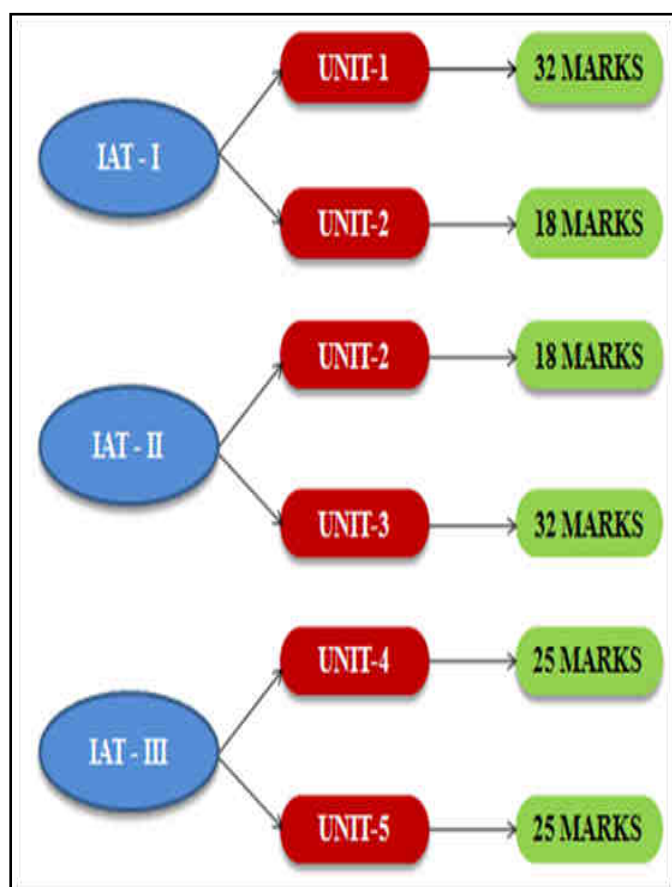 IAT - I
UNIT-1
32 MARKS
UNIT-2
18 MARKS
IAT - II
UNIT-2
18 MARKS
UNIT-3
32 MARKS
IAT - III
UNIT-4
25 MARKS
UNIT-5
25 MARKS